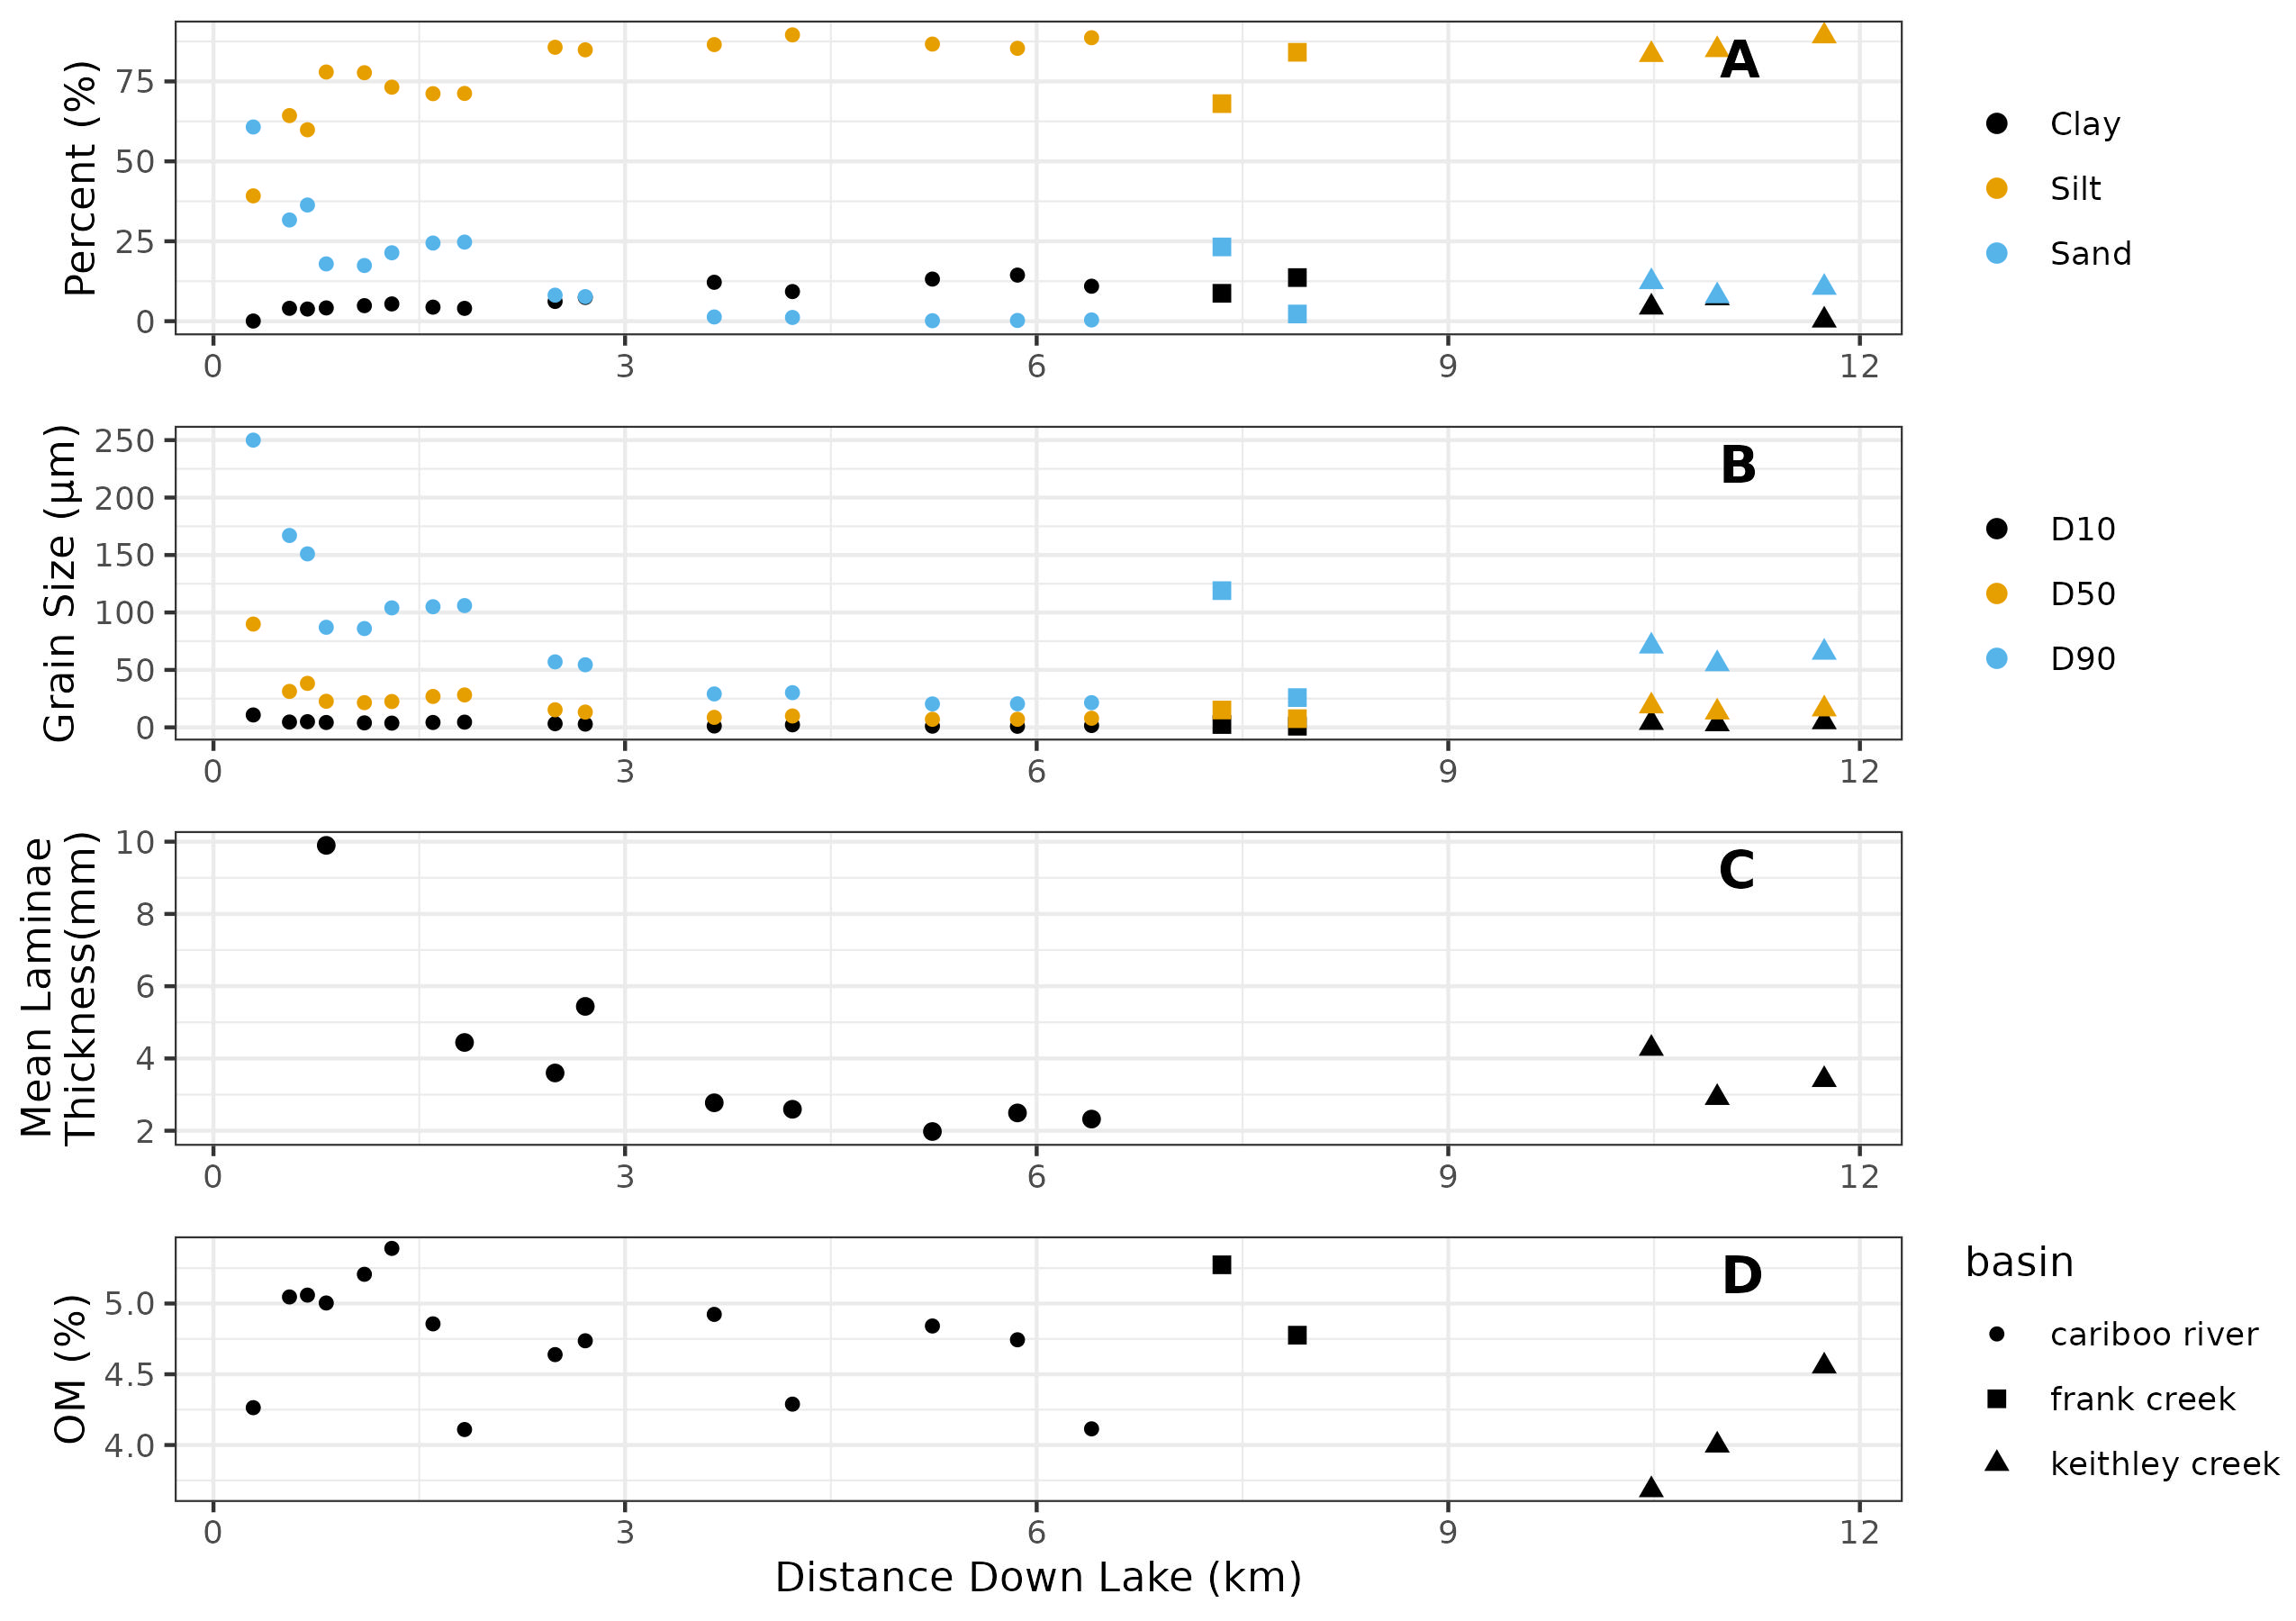 Percent (%)
75
50
25
0
A
0 3 6 9 12
Clay
Silt
Sand
Grain Size (μm)
250
200
150
100
50
0
B
0 3 6 9 12
D10
D50
D90
Mean Laminae
Thickness(mm)
10
8
6
4
2
C
0 3 6 9 12
OM (%)
5.0
4.5
4.0
D
0 3 6 9 12
Distance Down Lake (km)
basin
cariboo river
frank creek
keithley creek